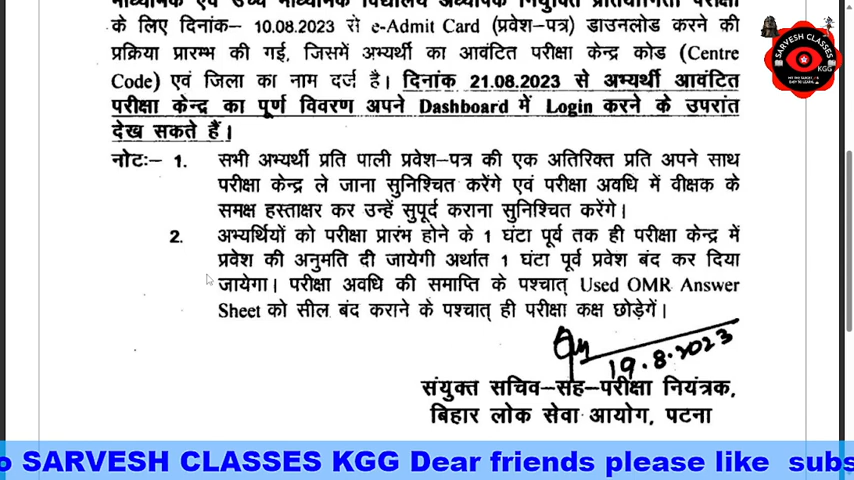 माध्यमिक एवं उच्च माध्यमिक विद्यालय अध्यापक नियुक्ति प्रतियोगिता परीक्षा
के लिए दिनांक– 10.08.2023 से e-Admit Card (प्रवेश–पत्र) डाउनलोड करने की
प्रक्रिया प्रारम्भ की गई, जिसमें अभ्यर्थी का आवंटित परीक्षा केन्द्र कोड (Centre
Code) एवं जिला का नाम दर्ज है। दिनांक 21.08.2023 से अभ्यर्थी आवंटित
परीक्षा केन्द्र का पूर्ण विवरण अपने Dashboard में Login करने के उपरांत
देख सकते हैं।
नोटः– 1. सभी अभ्यर्थी प्रति पाली प्रवेश–पत्र की एक अतिरिक्त प्रति अपने साथ
परीक्षा केन्द्र ले जाना सुनिश्चित करेंगे एवं परीक्षा अवधि में वीक्षक के
समक्ष हस्ताक्षर कर उन्हें सुपूर्द कराना सुनिश्चित करेंगे।
2. अभ्यर्थियों को परीक्षा प्रारंभ होने के 1 घंटा पूर्व तक ही परीक्षा केन्द्र में
प्रवेश की अनुमति दी जायेगी अर्थात 1 घंटा पूर्व प्रवेश बंद कर दिया
जायेगा। परीक्षा अवधि की समाप्ति के पश्चात् Used OMR Answer
Sheet को सील बंद कराने के पश्चात् ही परीक्षा कक्ष छोड़ेगें।
19.8.2023
संयुक्त सचिव–सह–परीक्षा नियंत्रक,
बिहार लोक सेवा आयोग, पटना
SARVESH CLASSES
KGG
o SARVESH CLASSES KGG Dear friends please like subs